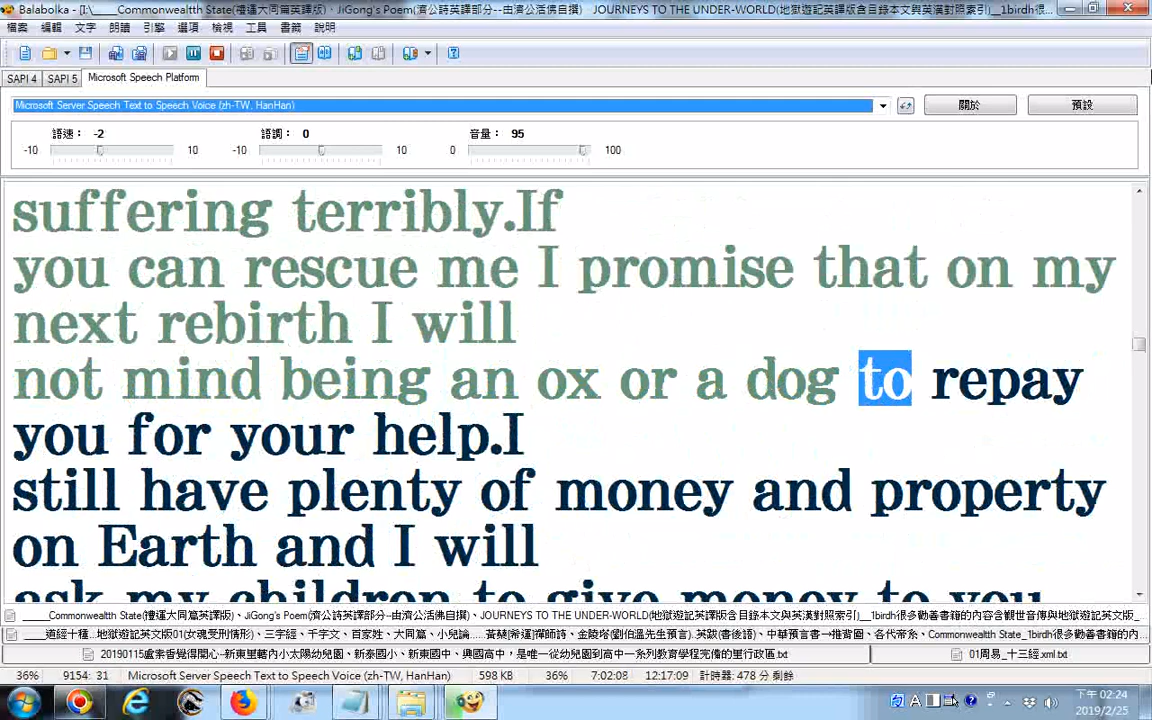 Balabolka - [I:\____Commonwealtth State(禮運大同篇英譯版)、JiGong's Poem(濟公詩英譯部分--由濟公活佛自撰)　JOURNEYS TO THE UNDER-WORLD(地獄遊記英譯版含目錄本文與英漢對照索引)__1birdh很...
檔案 編輯 文字 朗讀 引擎 選項 檢視 工具 書籤 說明
SAPI 4 SAPI 5 Microsoft Speech Platform
Microsoft Server Speech Text to Speech Voice (zh-TW, HanHan) 關於 預設
語速： -2 語調： 0 音量： 95
-10 10 -10 10 0 100
suffering terribly.If
you can rescue me I promise that on my
next rebirth I will
not mind being an ox or a dog to repay
you for your help.I
still have plenty of money and property
on Earth and I will
ask my children to give money to you
____Commonwealtth State(禮運大同篇英譯版)、JiGong's Poem(濟公詩英譯部分--由濟公活佛自撰)、JOURNEYS TO THE UNDER-WORLD(地獄遊記英譯版含目錄本文與英漢對照索引)__1birdh很多勸善書籍的內容含觀世音傳與地獄遊記英文版_
____道經十種...地獄遊記英文版01(女魂受刑情形)、三字經、千字文、百家姓、大同篇、小兒論......黃蘗[希運]禪師詩、金陵塔(劉伯溫先生預言).英歎(書後語)、中華預言書一推背圖、各代帝系、Commonwealth State_1birdh很多勸善書籍的內...
20190115盧素香覺得開心--新東里轄內小太陽幼兒園、新泰國小、新東國中、興國高中，是唯一從幼兒園到高中一系列教育學程完備的里行政區.txt 01周易_十三經.xml.txt
36% 9154: 31 Microsoft Server Speech Text to Speech Voice (zh-TW, HanHan) 598 KB 36% 7:02:08 12:17:09 計時器: 478 分 剩餘
下午 02:24
2019/2/25